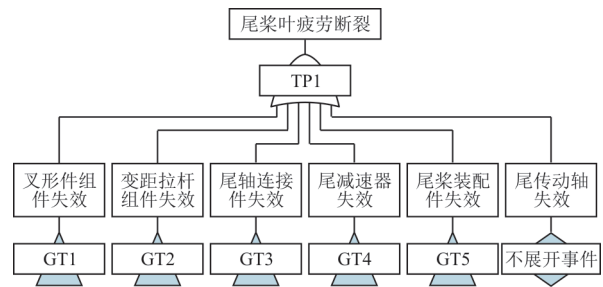 尾桨叶疲劳断裂
TP1
叉形件组
件失效
变距拉杆
组件失效
尾轴连接
件失效
尾减速器
失效
尾桨装配
件失效
尾传动轴
失效
GT1
GT2
GT3
GT4
GT5
不展开事件